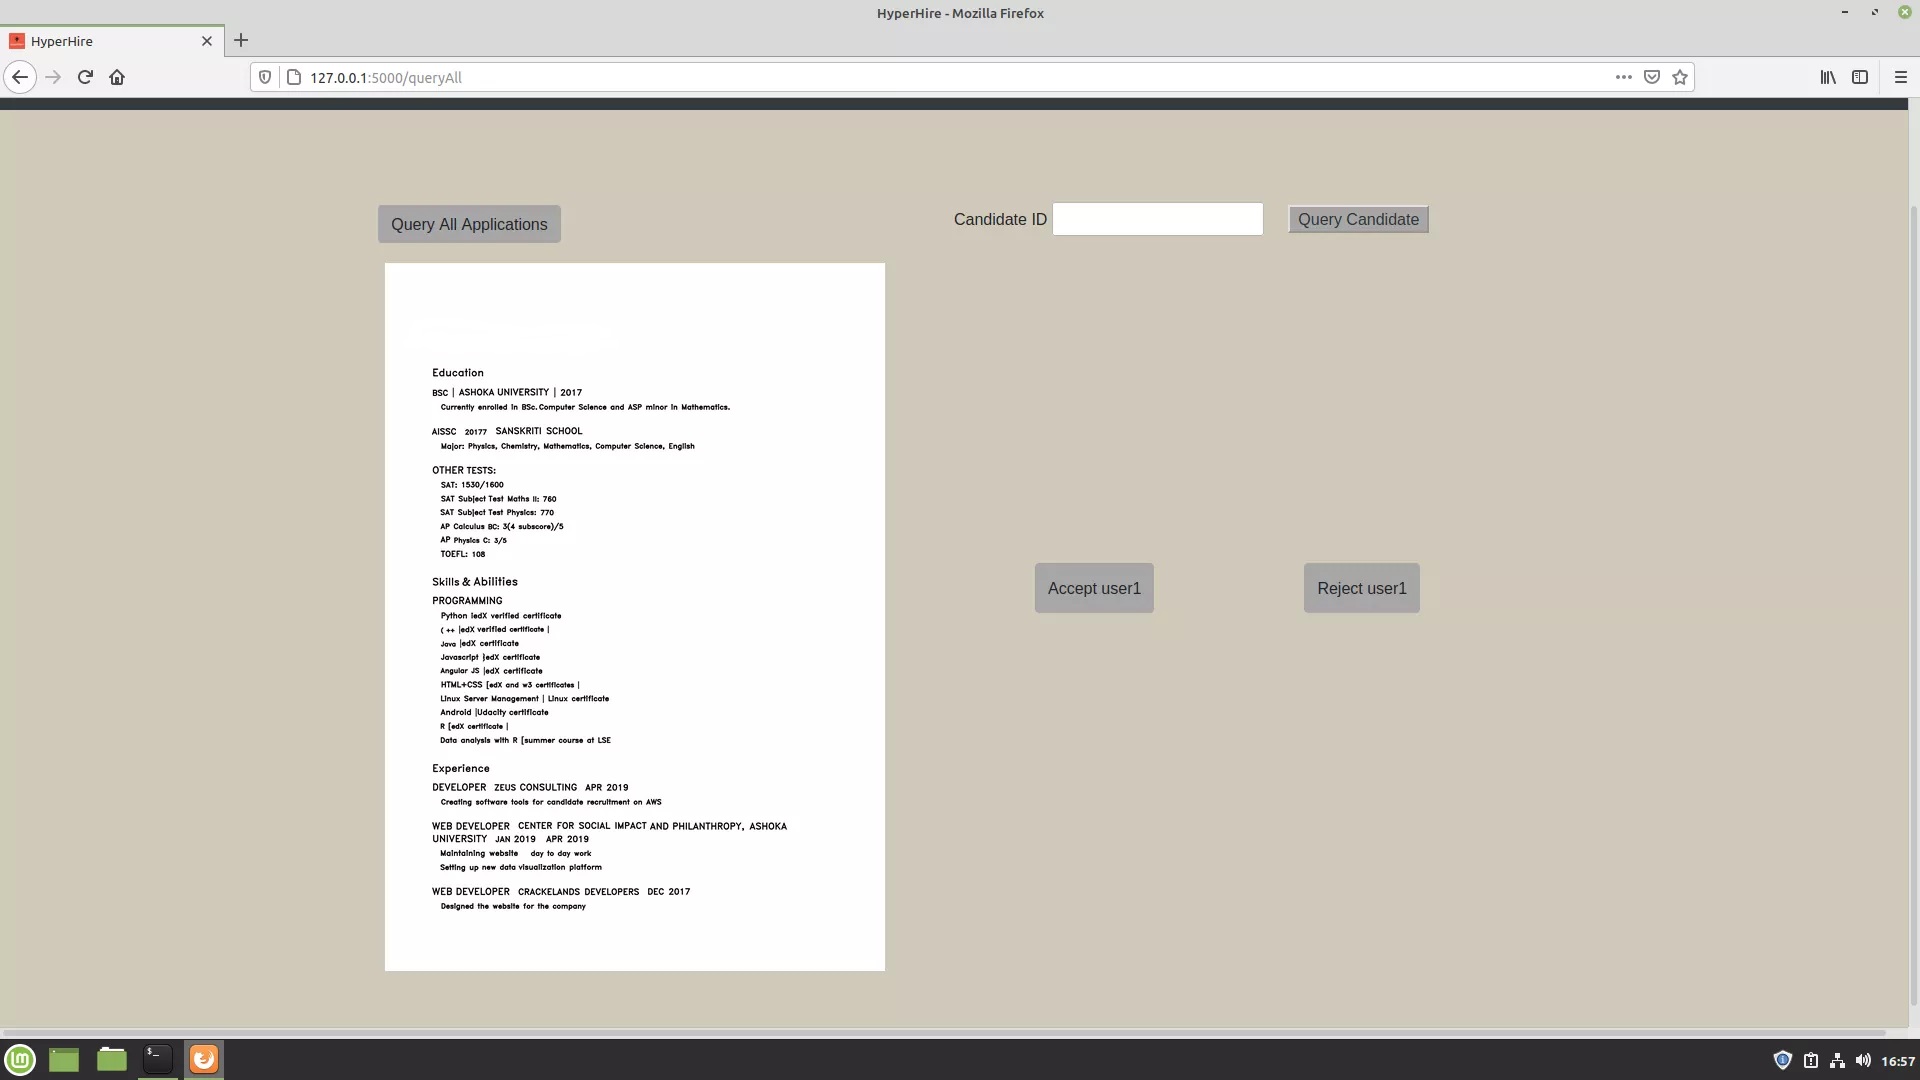 HyperHire - Mozilla Firefox
HyperHire
127.0.0.1:5000/queryAll
Query All Applications
Candidate ID
Query Candidate
Education
BSC | ASHOKA UNIVERSITY | 2017
Currently enrolled in BSc. Computer Science and ASP minor in Mathematics.
AISSC 20177 SANSKRITI SCHOOL
Major: Physics, Chemistry, Mathematics, Computer Science, English
OTHER TESTS:
SAT: 1530/1600
SAT Subject Test Maths II: 760
SAT Subject Test Physics: 770
AP Calculus BC: 3(4 subscore)/5
AP Physics C: 3/5
TOEFL: 108
Skills & Abilities
PROGRAMMING
Python ledX verified certificate
( ++ |edX verified certificate |
Java |edX certificate
Javascript }edX certificate
Angular JS |edX certificate
HTML+CSS [edX and w3 certificates |
Linux Server Management | Linux certificate
Android |Udacity certificate
R [edX certificate |
Data analysis with R [summer course at LSE
Experience
DEVELOPER ZEUS CONSULTING APR 2019
Creating software tools for candidate recruitment on AWS
WEB DEVELOPER CENTER FOR SOCIAL IMPACT AND PHILANTHROPY, ASHOKA
UNIVERSITY JAN 2019 APR 2019
Maintaining website day to day work
Setting up new data visualization platform
WEB DEVELOPER CRACKELANDS DEVELOPERS DEC 2017
Designed the website for the company
Accept user1
Reject user1
16:57